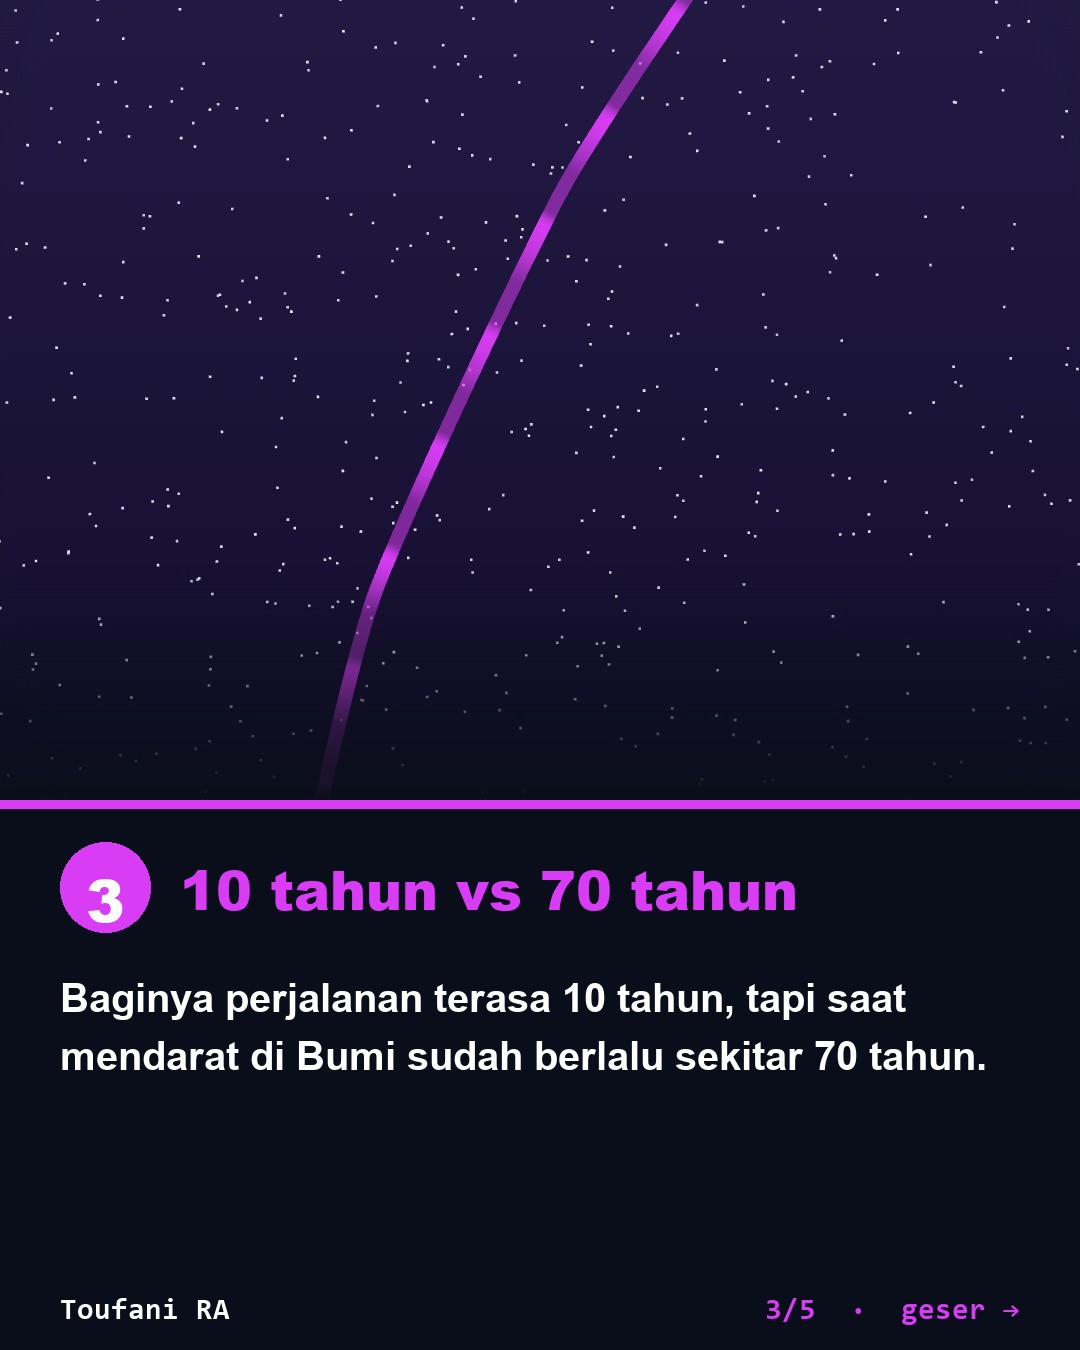 3 10 tahun vs 70 tahun
Baginya perjalanan terasa 10 tahun, tapi saat
mendarat di Bumi sudah berlalu sekitar 70 tahun.
Toufani RA 3/5 · geser →